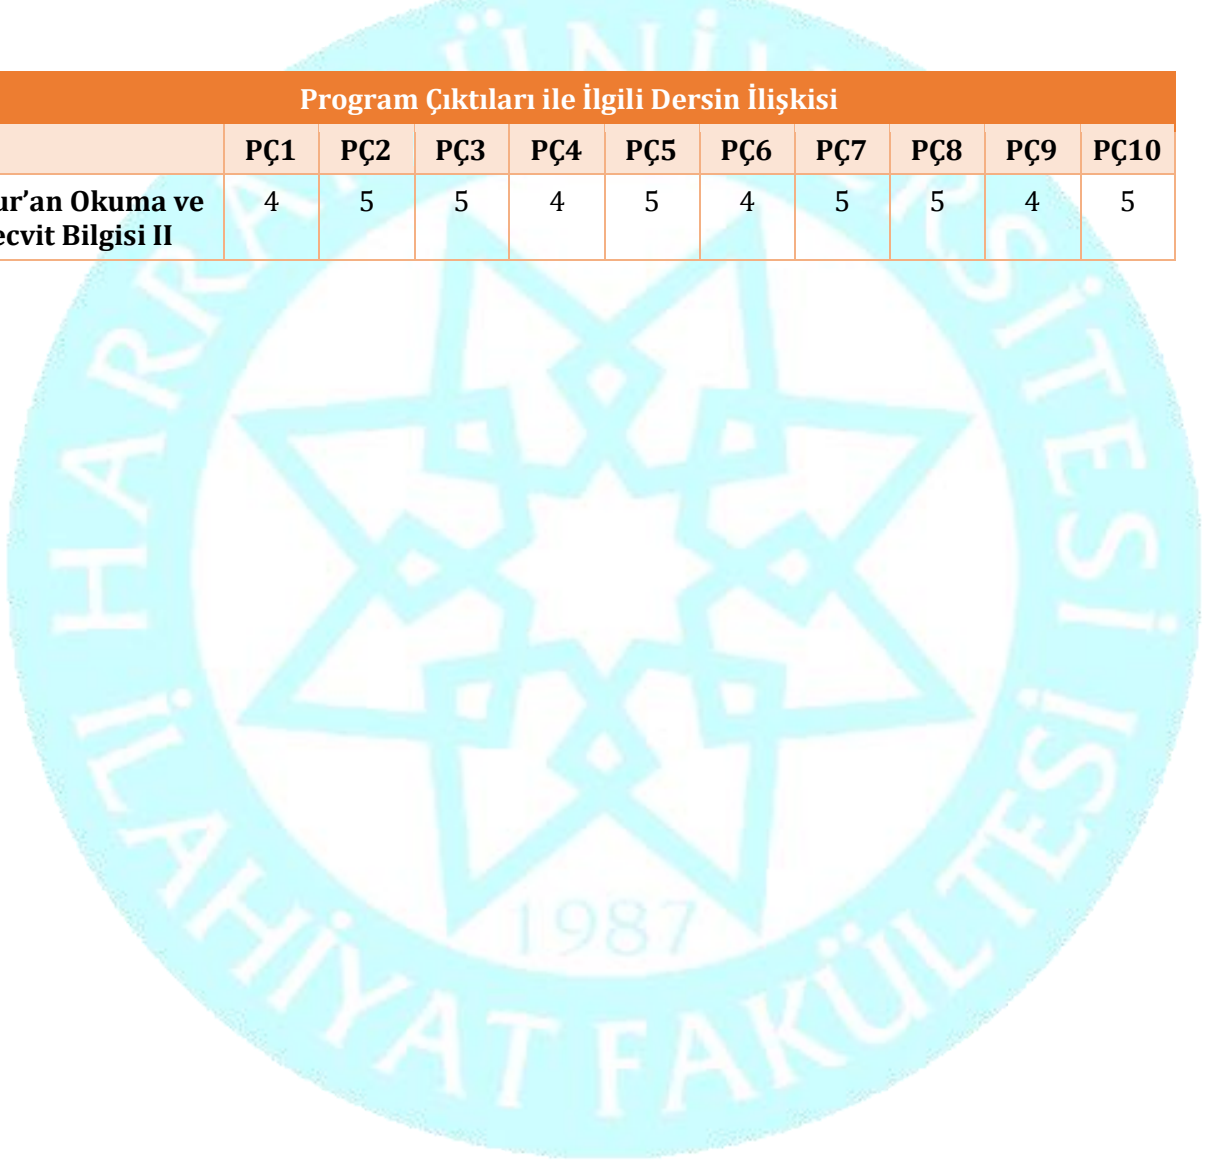 Program Çıktıları ile İlgili Dersin İlişkisi
PÇ1 PÇ2 PÇ3 PÇ4 PÇ5 PÇ6 PÇ7 PÇ8 PÇ9 PÇ10
ur’an Okuma ve 4 5 5 4 5 4 5 5 4 5
ecvit Bilgisi II
HARRAN ÜNİVERSİTESİ
1987
İLAHİYAT FAKÜLTESİ